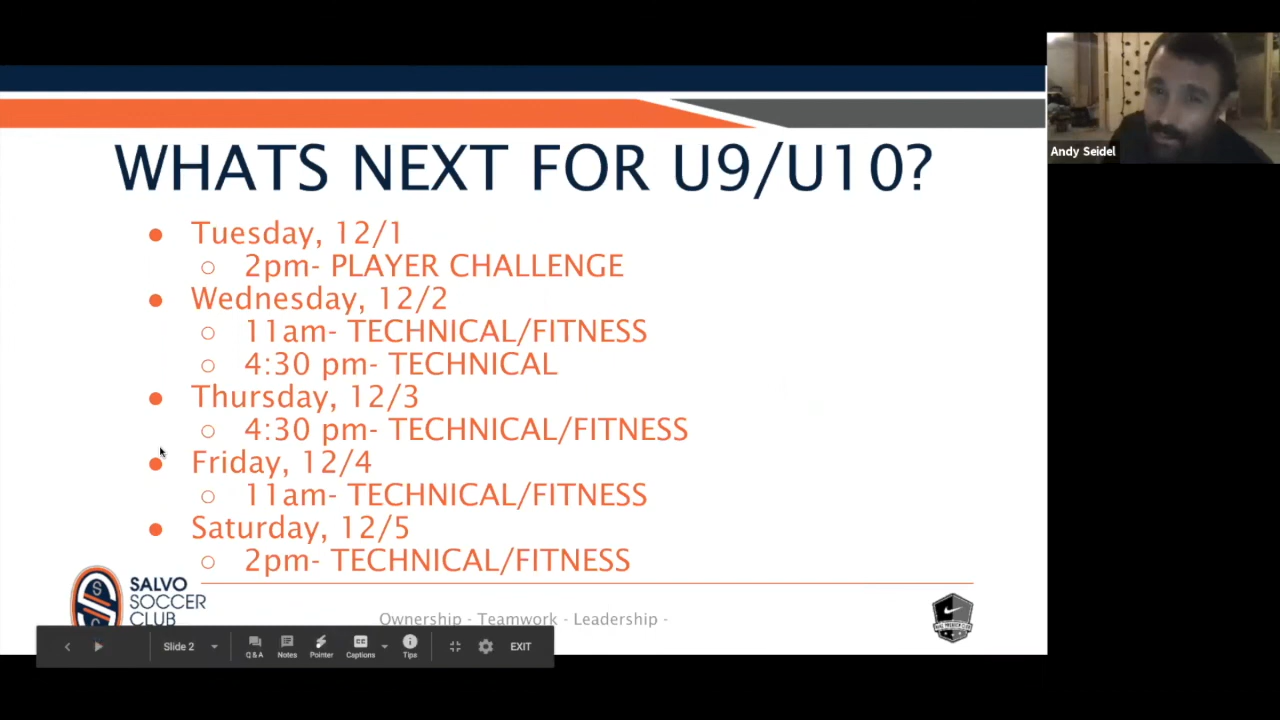 WHATS NEXT FOR U9/U10?
Andy Seidel
● Tuesday, 12/1
○ 2pm- PLAYER CHALLENGE
● Wednesday, 12/2
○ 11am- TECHNICAL/FITNESS
○ 4:30 pm- TECHNICAL
● Thursday, 12/3
○ 4:30 pm- TECHNICAL/FITNESS
● Friday, 12/4
○ 11am- TECHNICAL/FITNESS
● Saturday, 12/5
○ 2pm- TECHNICAL/FITNESS
SALVO
SOCCER
CLUB
Ownership - Teamwork - Leadership -
Slide 2
Q & A
Notes
Pointer
CC
Captions
Tips
EXIT